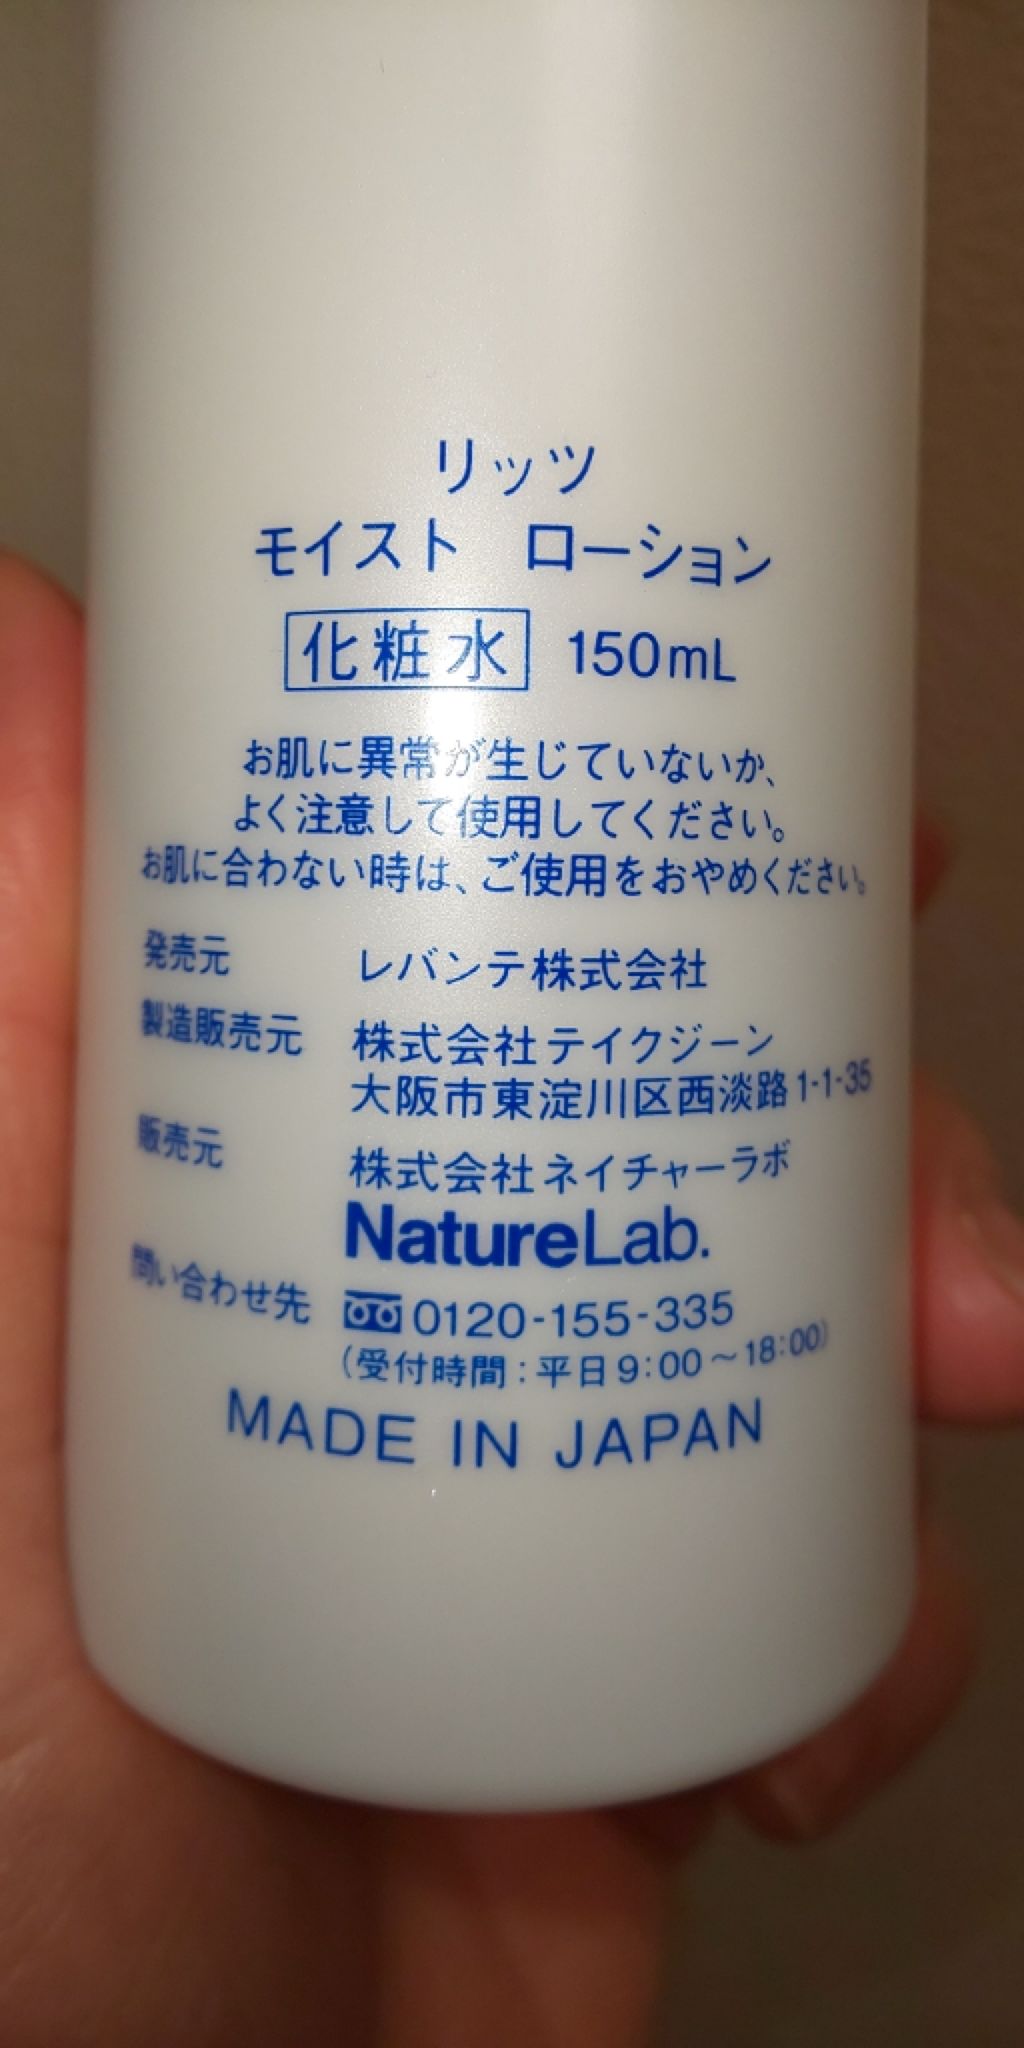 リッツ
モイスト ローション
化粧水 150mL
お肌に異常が生じていないか、
よく注意して使用してください。
お肌に合わない時は、ご使用をおやめください。
発売元 レバンテ株式会社
製造販売元 株式会社テイクジーン
大阪市東淀川区西淡路1-1-35
販売元 株式会社ネイチャーラボ
NatureLab.
問い合わせ先 0120-155-335
(受付時間:平日9:00~18:00)
MADE IN JAPAN